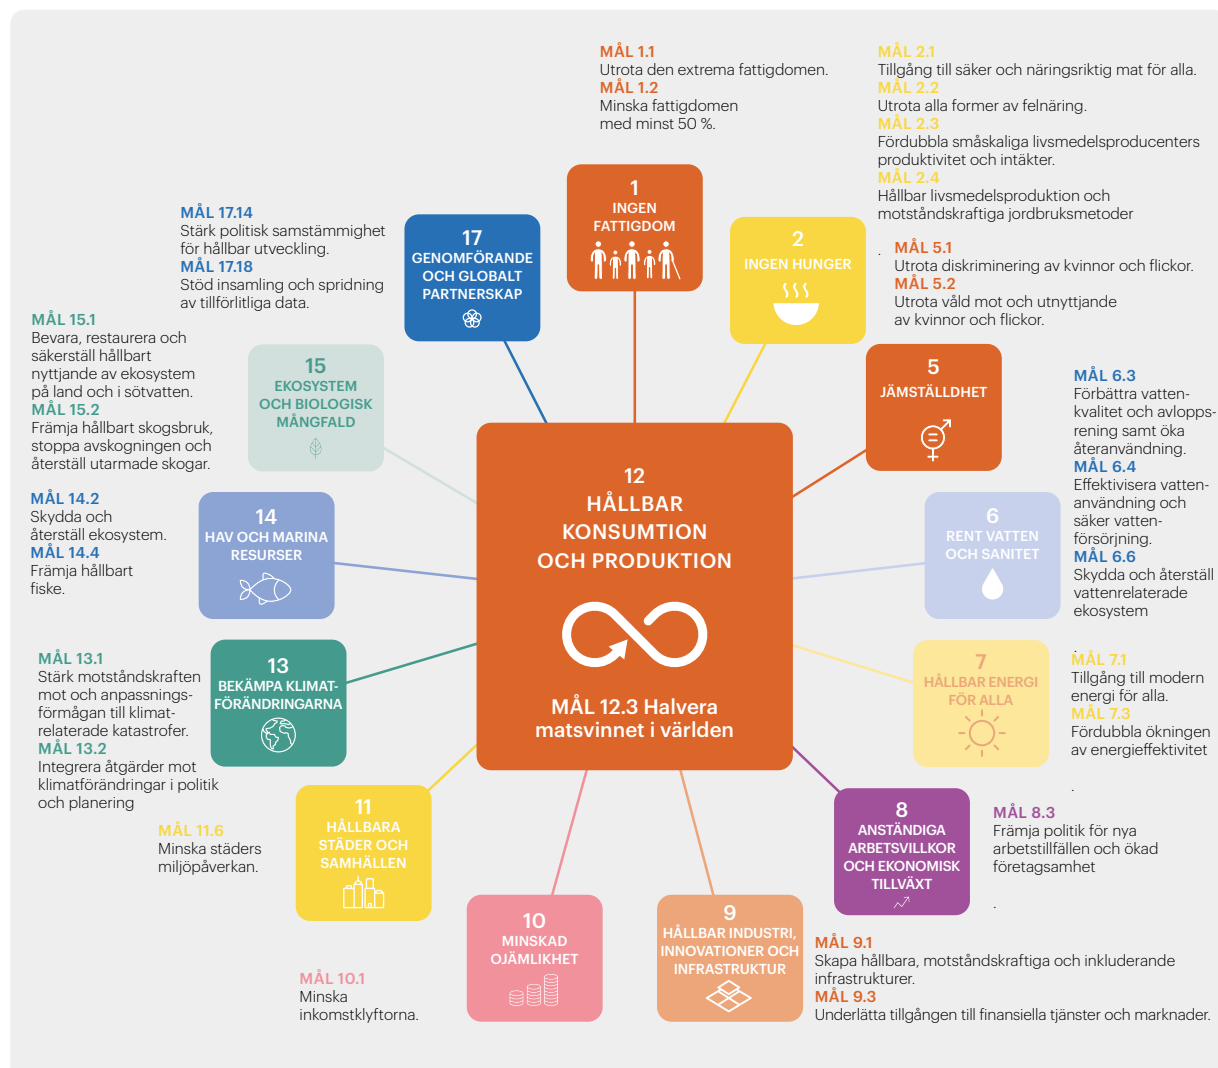 MÅL 1.1
Utrota den extrema fattigdomen.
MÅL 1.2
Minska fattigdomen
med minst 50 %.
MÅL 2.1
Tillgång till säker och näringsriktig mat för alla.
MÅL 2.2
Utrota alla former av felnäring.
MÅL 2.3
Fördubbla småskaliga livsmedelsproducenters
produktivitet och intäkter.
MÅL 2.4
Hållbar livsmedelsproduktion och
motståndskraftiga jordbruksmetoder
.
1
INGEN
FATTIGDOM
2
INGEN HUNGER
MÅL 17.14
Stärk politisk samstämmighet
för hållbar utveckling.
MÅL 17.18
Stöd insamling och spridning
av tillförlitliga data.
17
GENOMFÖRANDE
OCH GLOBALT
PARTNERSKAP
MÅL 5.1
Utrota diskriminering av kvinnor och flickor.
MÅL 5.2
Utrota våld mot och utnyttjande
av kvinnor och flickor.
5
JÄMSTÄLLDHET
MÅL 15.1
Bevara, restaurera och
säkerställ hållbart
nyttjande av ekosystem
på land och i sötvatten.
MÅL 15.2
Främja hållbart skogsbruk,
stoppa avskogningen och
återställ utarmade skogar.
15
EKOSYSTEM
OCH BIOLOGISK
MÅNGFALD
MÅL 6.3
Förbättra vatten-
kvalitet och avlopps-
rening samt öka
återanvändning.
MÅL 6.4
Effektivisera vatten-
användning och
säker vatten-
försörjning.
MÅL 6.6
Skydda och återställ
vattenrelaterade
ekosystem
.
6
RENT VATTEN
OCH SANITET
12
HÅLLBAR
KONSUMTION
OCH PRODUKTION
MÅL 12.3 Halvera
matsvinnet i världen
MÅL 14.2
Skydda och
återställ ekosystem.
MÅL 14.4
Främja hållbart
fiske.
14
HAV OCH MARINA
RESURSER
MÅL 13.1
Stärk motståndskraften
mot och anpassnings-
förmågan till klimat-
relaterade katastrofer.
MÅL 13.2
Integrera åtgärder mot
klimatförändringar i politik
och planering
13
BEKÄMPA KLIMAT-
FÖRÄNDRINGARNA
7
HÅLLBAR ENERGI
FÖR ALLA
MÅL 7.1
Tillgång till modern
energi för alla.
MÅL 7.3
Fördubbla ökningen
av energieffektivitet
.
MÅL 11.6
Minska städers
miljöpåverkan.
11
HÅLLBARA
STÄDER OCH
SAMHÄLLEN
8
ANSTÄNDIGA
ARBETSVILLKOR
OCH EKONOMISK
TILLVÄXT
MÅL 8.3
Främja politik för nya
arbetstillfällen och ökad
företagsamhet
.
MÅL 10.1
Minska
inkomstklyftorna.
10
MINSKAD
OJÄMLIKHET
9
HÅLLBAR INDUSTRI,
INNOVATIONER OCH
INFRASTRUKTUR
MÅL 9.1
Skapa hållbara, motståndskraftiga och inkluderande
infrastrukturer.
MÅL 9.3
Underlätta tillgången till finansiella tjänster och marknader.